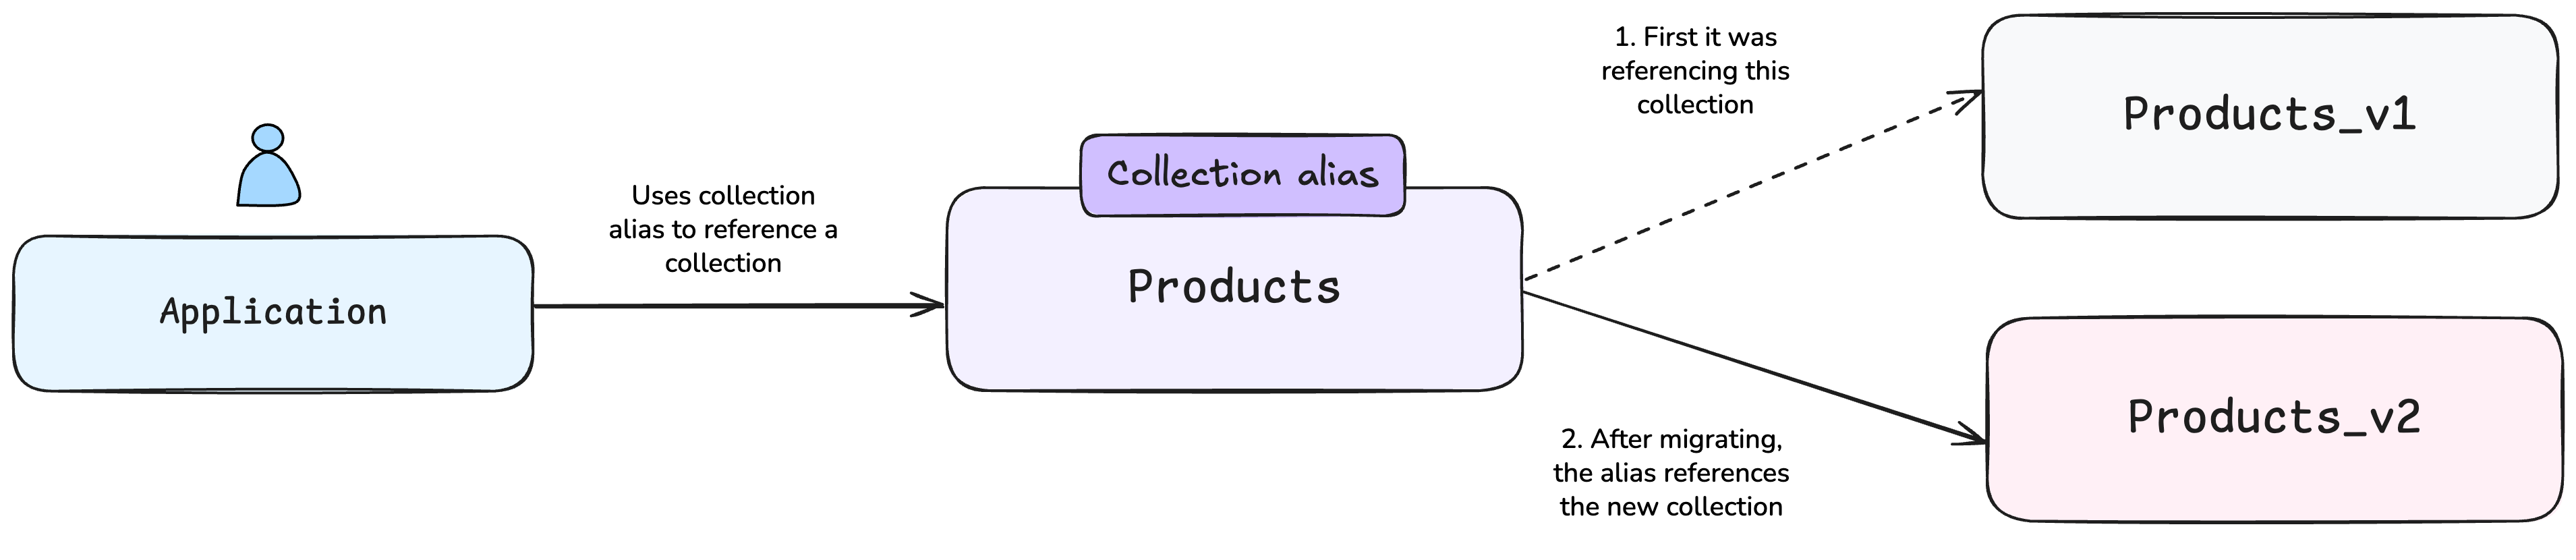 Application
Uses collection
alias to reference a
collection
Collection alias
Products
1. First it was
referencing this
collection
Products_v1
2. After migrating,
the alias references
the new collection
Products_v2